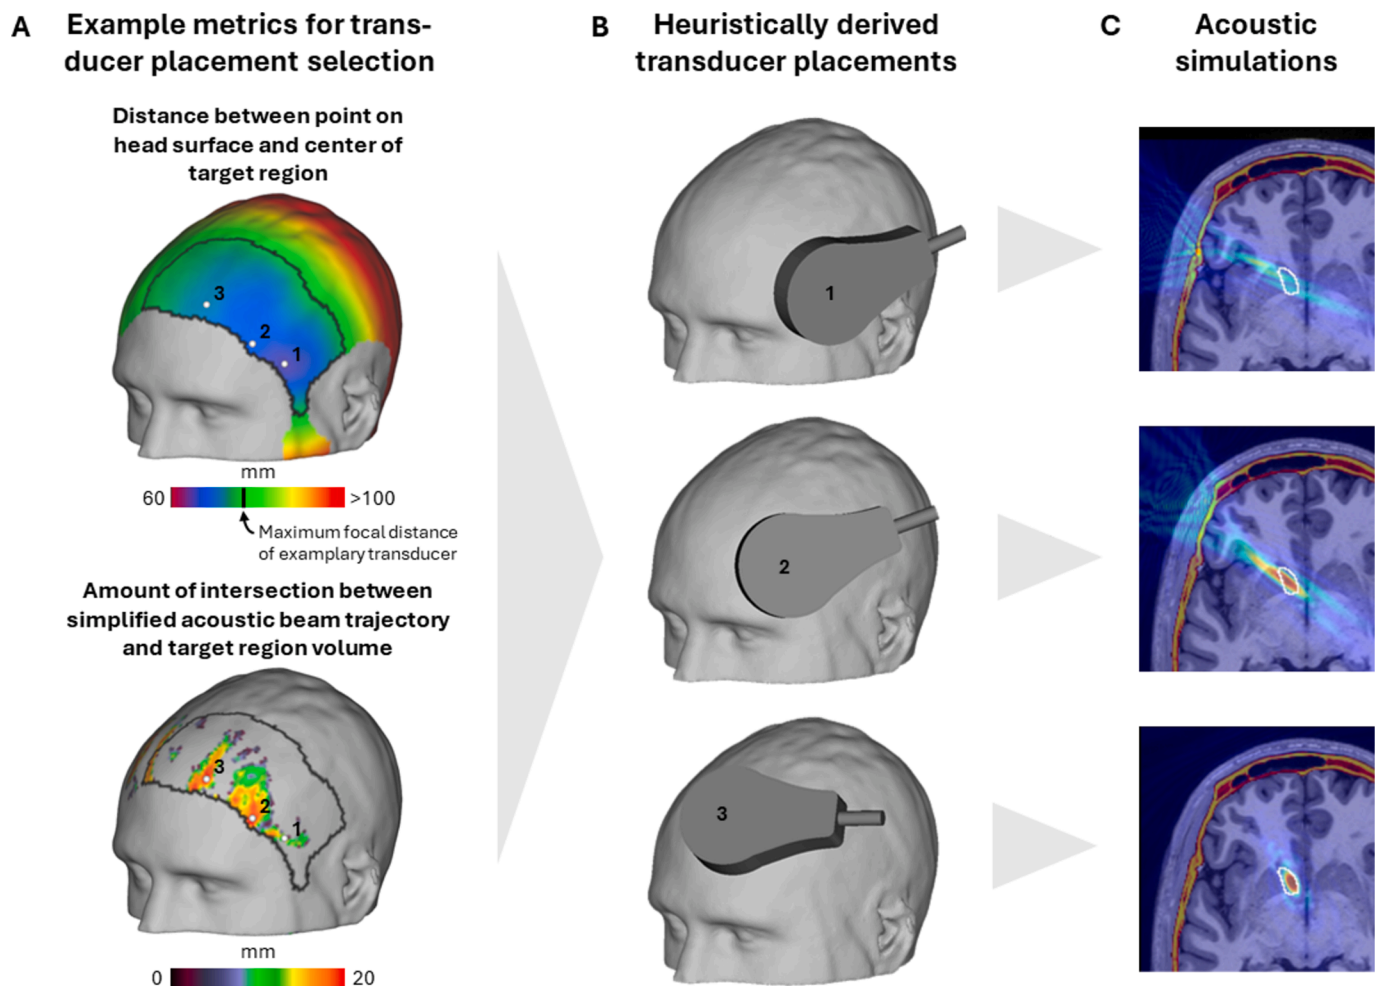 A
Example metrics for trans-
ducer placement selection
Distance between point on
head surface and center of
target region
3
2
1
mm
60
>100
Maximum focal distance
of examplary transducer
Amount of intersection between
simplified acoustic beam trajectory
and target region volume
3
2
1
mm
0
20
B
Heuristically derived
transducer placements
1
2
3
C
Acoustic
simulations